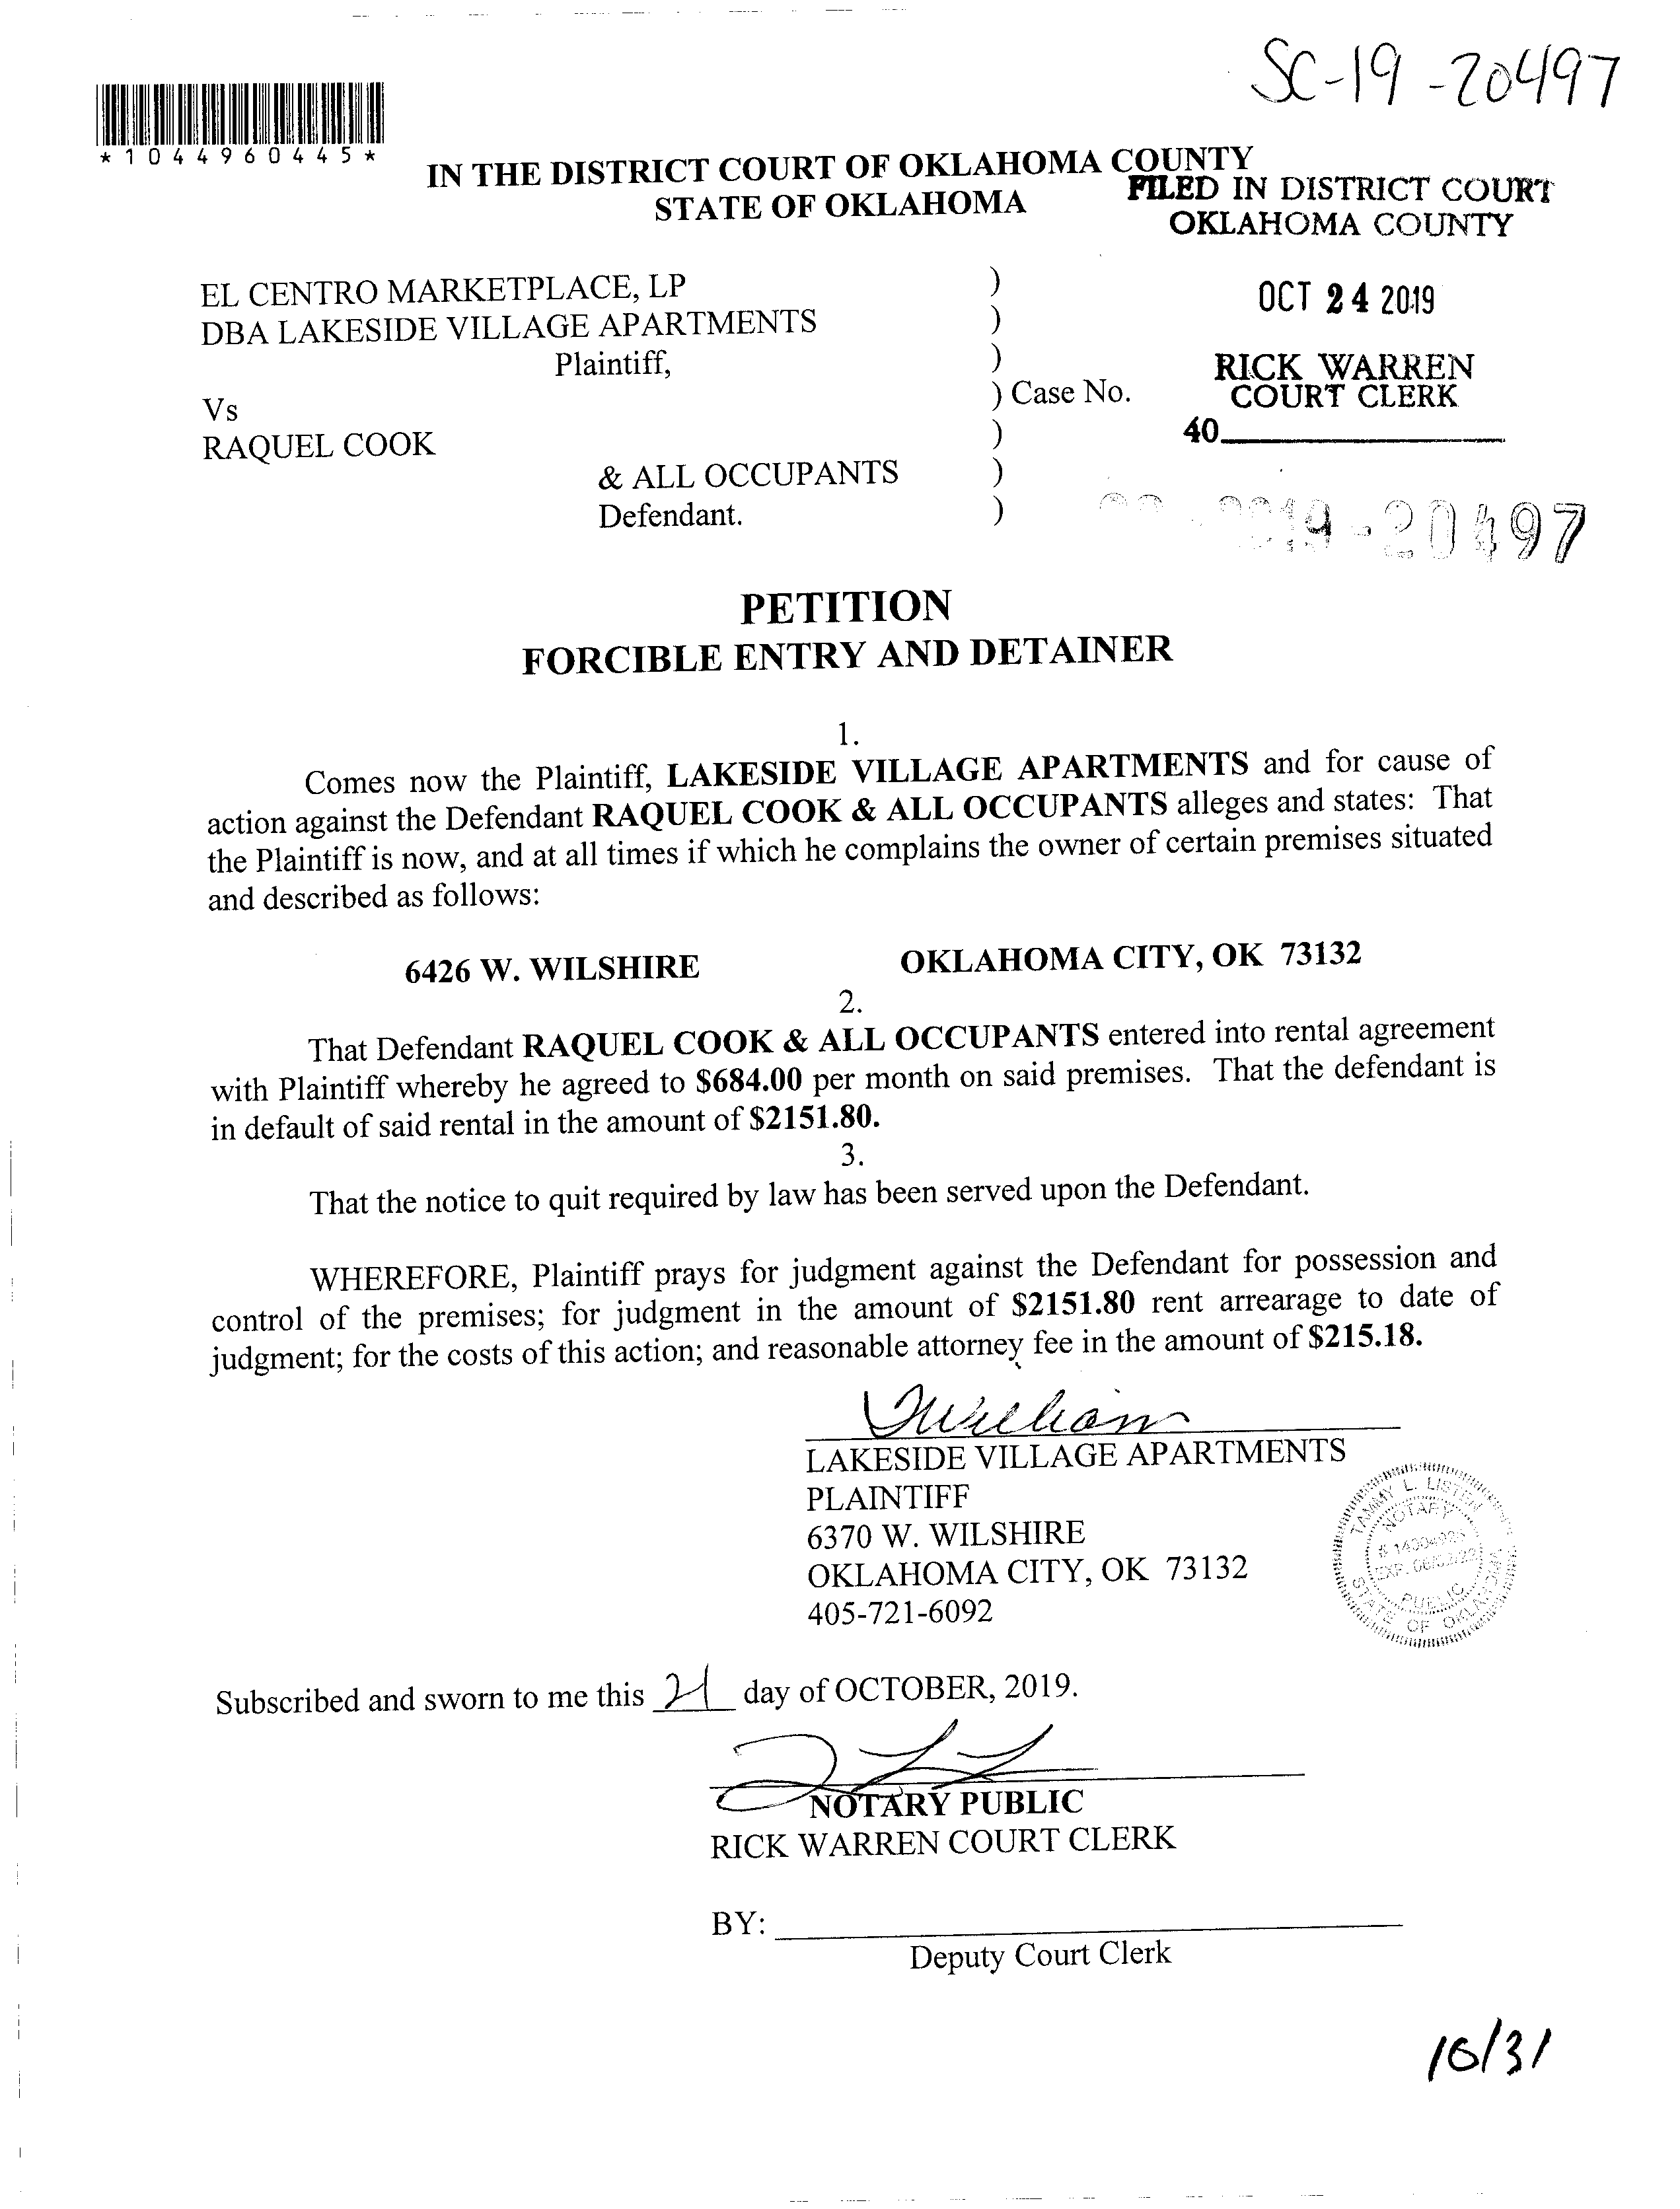 SC-19-20497
*1044960445*
IN THE DISTRICT COURT OF OKLAHOMA COUNTY
STATE OF OKLAHOMA
FILED IN DISTRICT COURT
OKLAHOMA COUNTY
OCT 24 2019
RICK WARREN
COURT CLERK
40
EL CENTRO MARKETPLACE, LP )
DBA LAKESIDE VILLAGE APARTMENTS )
Plaintiff, )
Vs ) Case No.
RAQUEL COOK )
& ALL OCCUPANTS )
Defendant. )
2019-20497
PETITION
FORCIBLE ENTRY AND DETAINER
1.
Comes now the Plaintiff, LAKESIDE VILLAGE APARTMENTS and for cause of
action against the Defendant RAQUEL COOK & ALL OCCUPANTS alleges and states: That
the Plaintiff is now, and at all times if which he complains the owner of certain premises situated
and described as follows:
6426 W. WILSHIRE OKLAHOMA CITY, OK 73132
2.
That Defendant RAQUEL COOK & ALL OCCUPANTS entered into rental agreement
with Plaintiff whereby he agreed to $684.00 per month on said premises. That the defendant is
in default of said rental in the amount of $2151.80.
3.
That the notice to quit required by law has been served upon the Defendant.
WHEREFORE, Plaintiff prays for judgment against the Defendant for possession and
control of the premises; for judgment in the amount of $2151.80 rent arrearage to date of
judgment; for the costs of this action; and reasonable attorney fee in the amount of $215.18.
LAKESIDE VILLAGE APARTMENTS
PLAINTIFF
6370 W. WILSHIRE
OKLAHOMA CITY, OK 73132
405-721-6092
TAMMY L. LISTEN
NOTARY
PUBLIC
STATE OF OKLAHOMA
Subscribed and sworn to me this 21 day of OCTOBER, 2019.
NOTARY PUBLIC
RICK WARREN COURT CLERK
BY:
Deputy Court Clerk
10/31